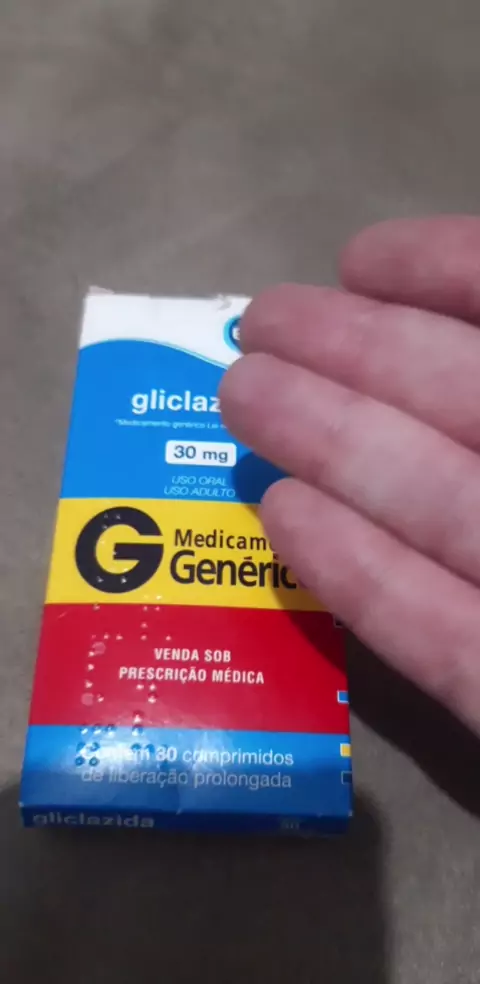 gliclaz
30 mg
USO ORAL
USO ADULTO
G
Medicam
Genéric
VENDA SOB
PRESCRIÇÃO MÉDICA
Contém 30 comprimidos
de liberação prolongada
gliclazida